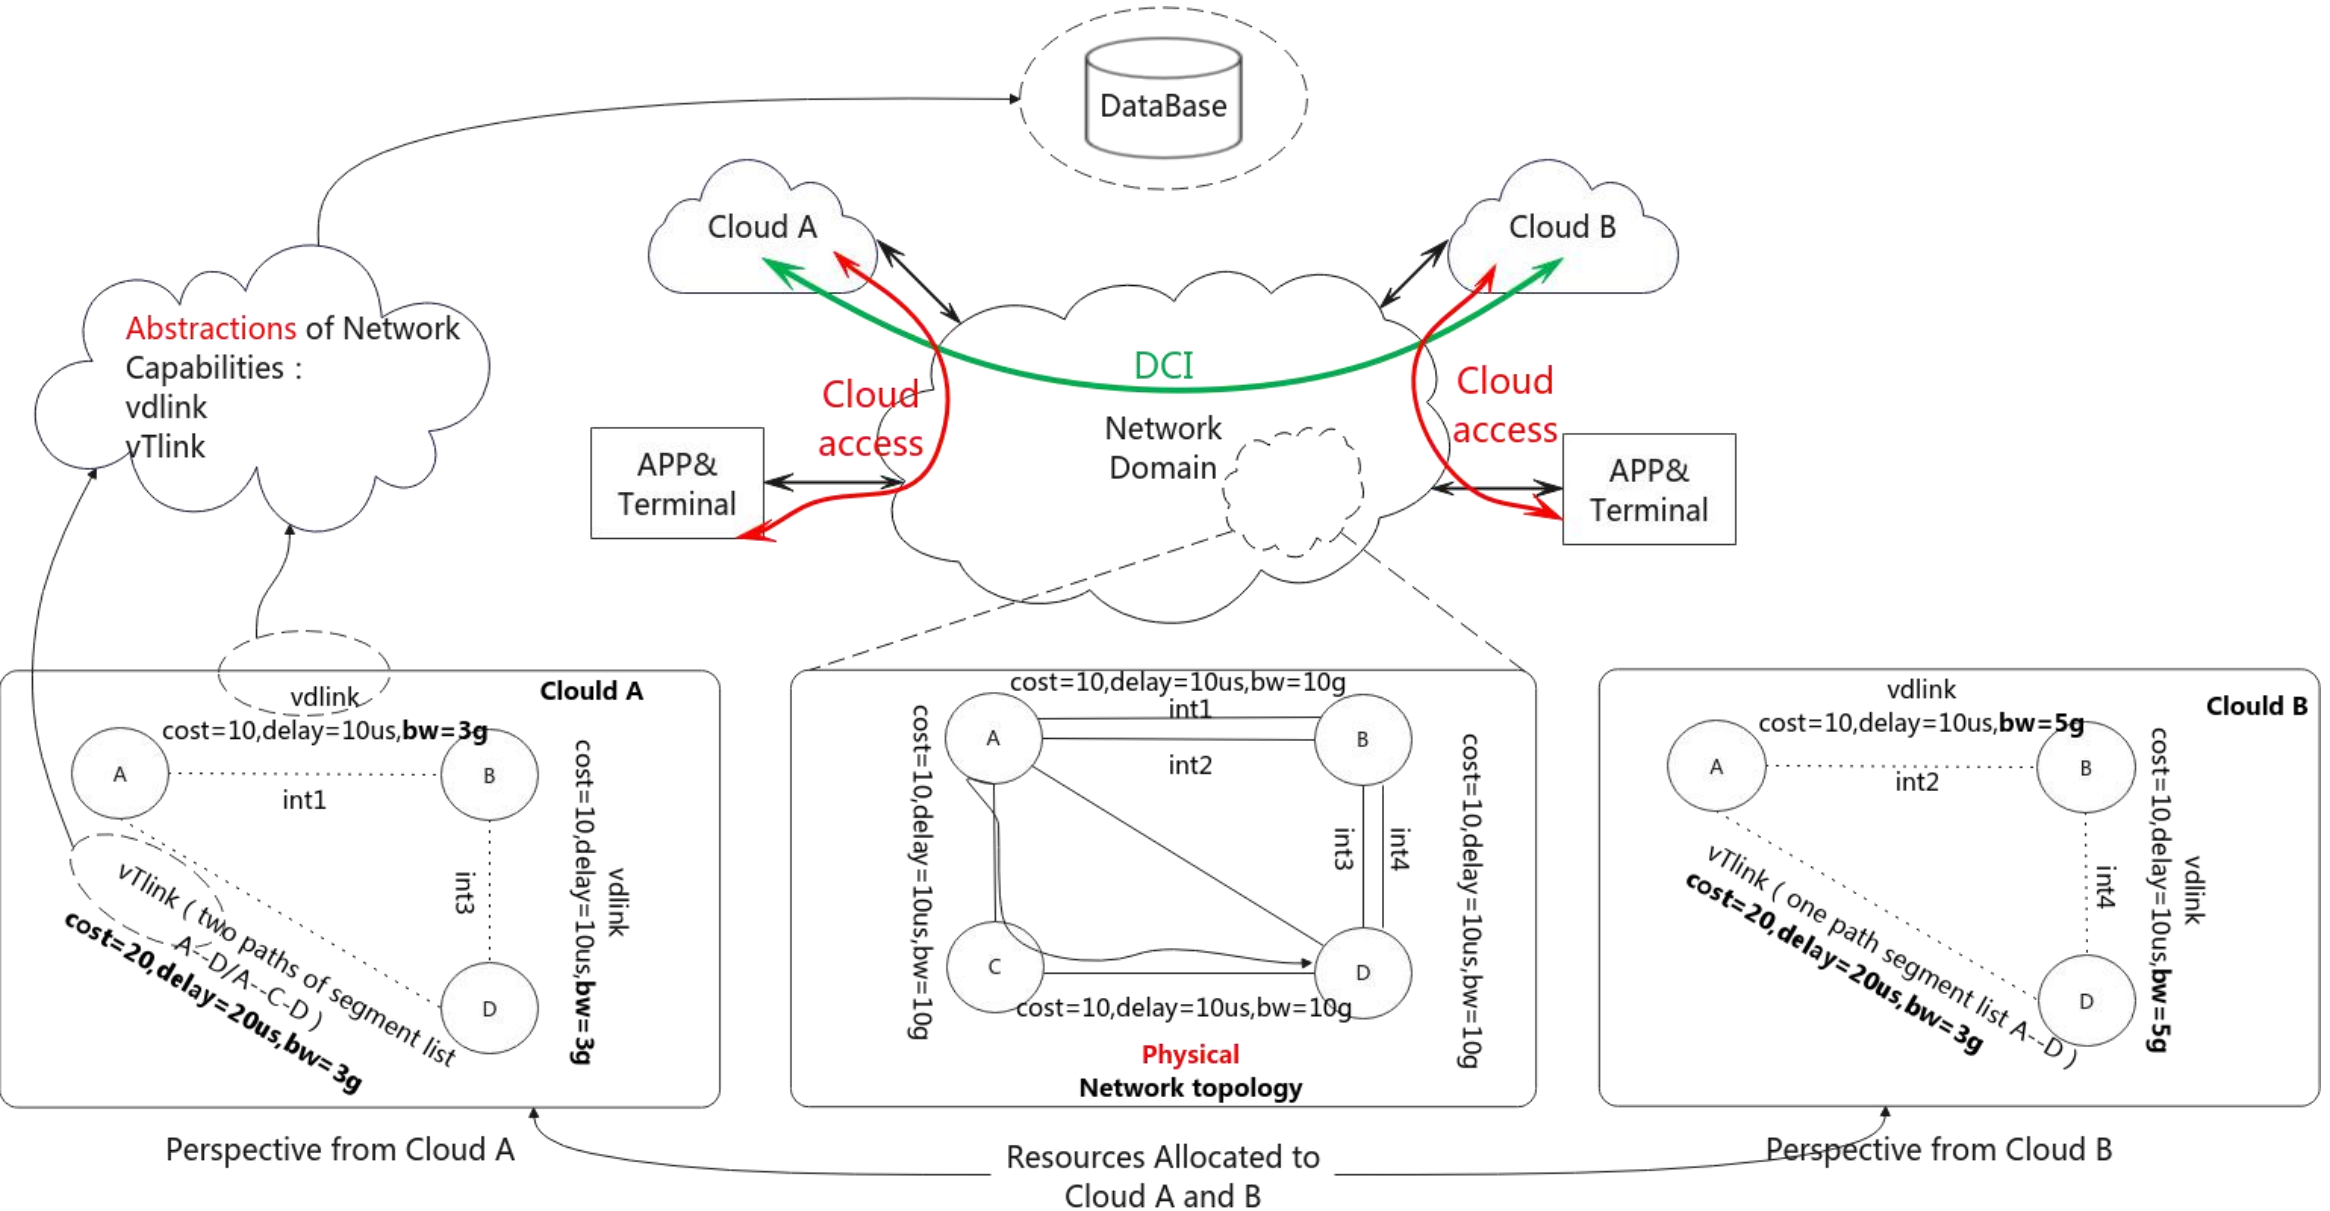 DataBase
Cloud A
Cloud B
Abstractions of Network
Capabilities :
vdlink
vTlink
DCI
Cloud
access
Cloud
access
Network
Domain
APP&
Terminal
APP&
Terminal
Clould A
vdlink
cost=10,delay=10us,bw=3g
A
B
int1
int3
vdlink
cost=10,delay=10us,bw=3g
vTlink ( two paths of segment list
A--D/A--C-D )
cost=20,delay=20us,bw=3g
D
cost=10,delay=10us,bw=10g
int1
A
B
int2
cost=10,delay=10us,bw=10g
int3
int4
cost=10,delay=10us,bw=10g
C
D
cost=10,delay=10us,bw=10g
Physical
Network topology
Clould B
vdlink
cost=10,delay=10us,bw=5g
A
B
int2
int4
vdlink
cost=10,delay=10us,bw=5g
vTlink ( one path segment list A--D )
cost=20,delay=20us,bw=3g
D
Perspective from Cloud A
Resources Allocated to
Cloud A and B
Perspective from Cloud B